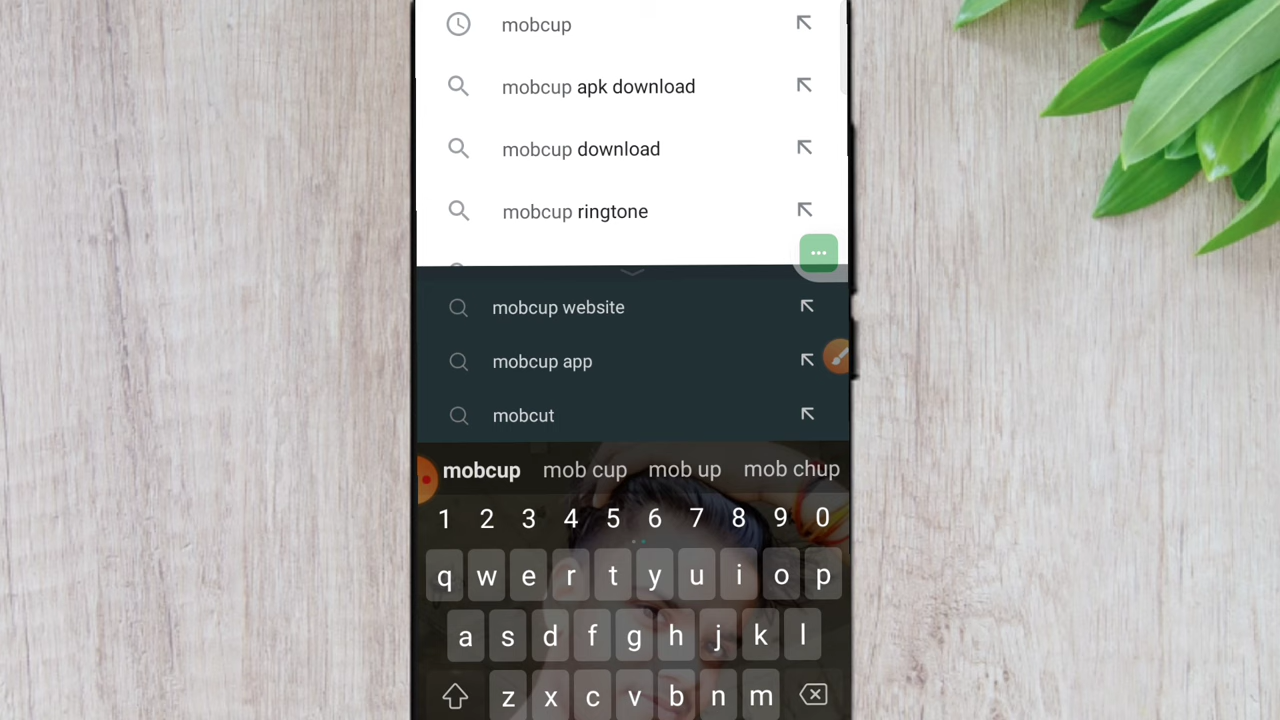 mobcup
mobcup apk download
mobcup download
mobcup ringtone
mobcup website
mobcup app
mobcut
mobcup mob cup mob up mob chup
1 2 3 4 5 6 7 8 9 0
q w e r t y u i o p
a s d f g h j k l
z x c v b n m